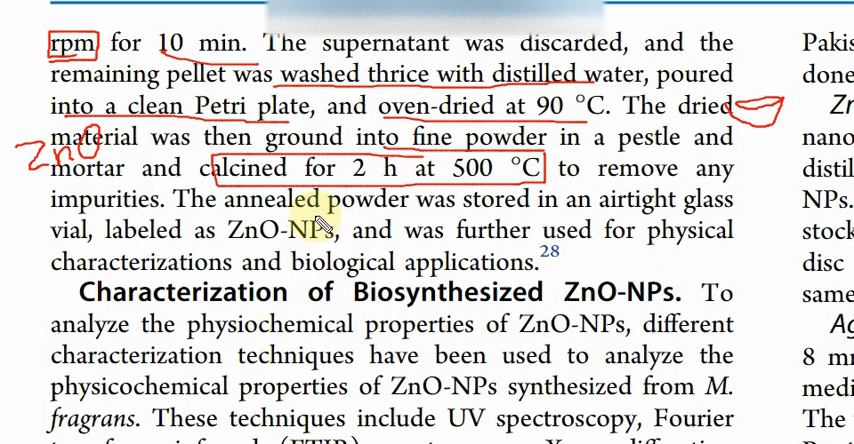 rpm for 10 min. The supernatant was discarded, and the
remaining pellet was washed thrice with distilled water, poured
into a clean Petri plate, and oven-dried at 90 °C. The dried
material was then ground into fine powder in a pestle and
mortar and calcined for 2 h at 500 °C to remove any
impurities. The annealed powder was stored in an airtight glass
vial, labeled as ZnO-NPs, and was further used for physical
characterizations and biological applications.28
Characterization of Biosynthesized ZnO-NPs. To
analyze the physiochemical properties of ZnO-NPs, different
characterization techniques have been used to analyze the
physicochemical properties of ZnO-NPs synthesized from M.
fragrans. These techniques include UV spectroscopy, Fourier
ZnO
Pakis
done
Zn
nano
distil
NPs.
stock
disc
same
Ag
8 mm
medi
The